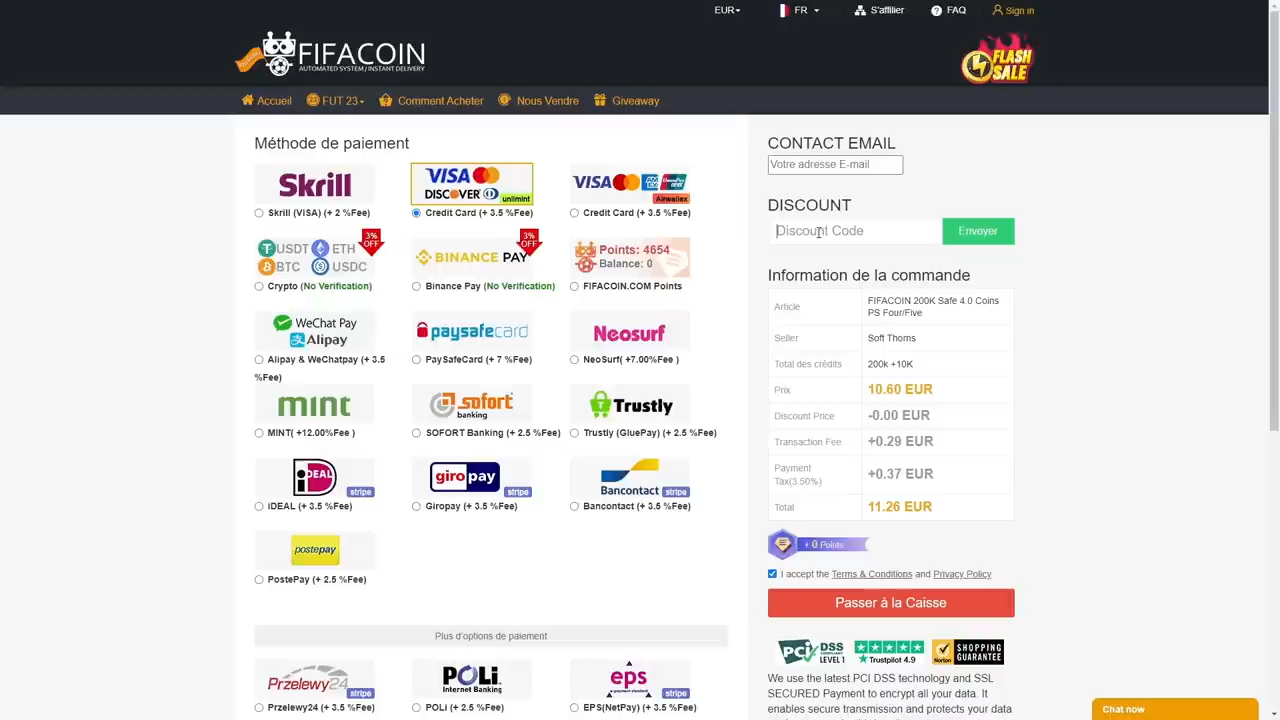 EUR
FR
S'affilier
FAQ
Sign in
FIFACOIN
AUTOMATED SYSTEM / INSTANT DELIVERY
FLASH
SALE
Accueil
FUT 23
Comment Acheter
Nous Vendre
Giveaway
Méthode de paiement
Skrill
VISA
DISCOVER
unlimint
VISA
Airwallex
Skrill (VISA) (+ 2 %Fee)
Credit Card (+ 3.5 %Fee)
Credit Card (+ 3.5 %Fee)
USDT ETH
BTC USDC
3%
OFF
BINANCE PAY
3%
OFF
Points: 4654
Balance: 0
Crypto (No Verification)
Binance Pay (No Verification)
FIFACOIN.COM Points
WeChat Pay
Alipay
paysafecard
Neosurf
Alipay & WeChatpay (+ 3.5
%Fee)
PaySafeCard (+ 7 %Fee)
NeoSurf( +7.00%Fee )
mint
sofort
banking
Trustly
MINT( +12.00%Fee )
SOFORT Banking (+ 2.5 %Fee)
Trustly (GluePay) (+ 2.5 %Fee)
iDEAL
stripe
giropay
stripe
Bancontact
stripe
iDEAL (+ 3.5 %Fee)
Giropay (+ 3.5 %Fee)
Bancontact (+ 3.5 %Fee)
postepay
PostePay (+ 2.5 %Fee)
Plus d'options de paiement
Przelewy24
stripe
POLi
Internet Banking
eps
stripe
Przelewy24 (+ 3.5 %Fee)
POLi (+ 2.5 %Fee)
EPS(NetPay) (+ 3.5 %Fee)
CONTACT EMAIL
Votre adresse E-mail
DISCOUNT
Discount Code
Envoyer
Information de la commande
Article
FIFACOIN 200K Safe 4.0 Coins
PS Four/Five
Seller
Soft Thorns
Total des crédits
200k +10K
Prix
10.60 EUR
Discount Price
-0.00 EUR
Transaction Fee
+0.29 EUR
Payment
Tax(3.50%)
+0.37 EUR
Total
11.26 EUR
+ 0 Points
I accept the Terms & Conditions and Privacy Policy
Passer à la Caisse
PCI DSS
COMPLIANT
LEVEL 1
Trustpilot 4.9
Norton
SHOPPING
GUARANTEE
We use the latest PCI DSS technology and SSL
SECURED Payment to encrypt all your data. It
enables secure transmission and protects your data
Chat now